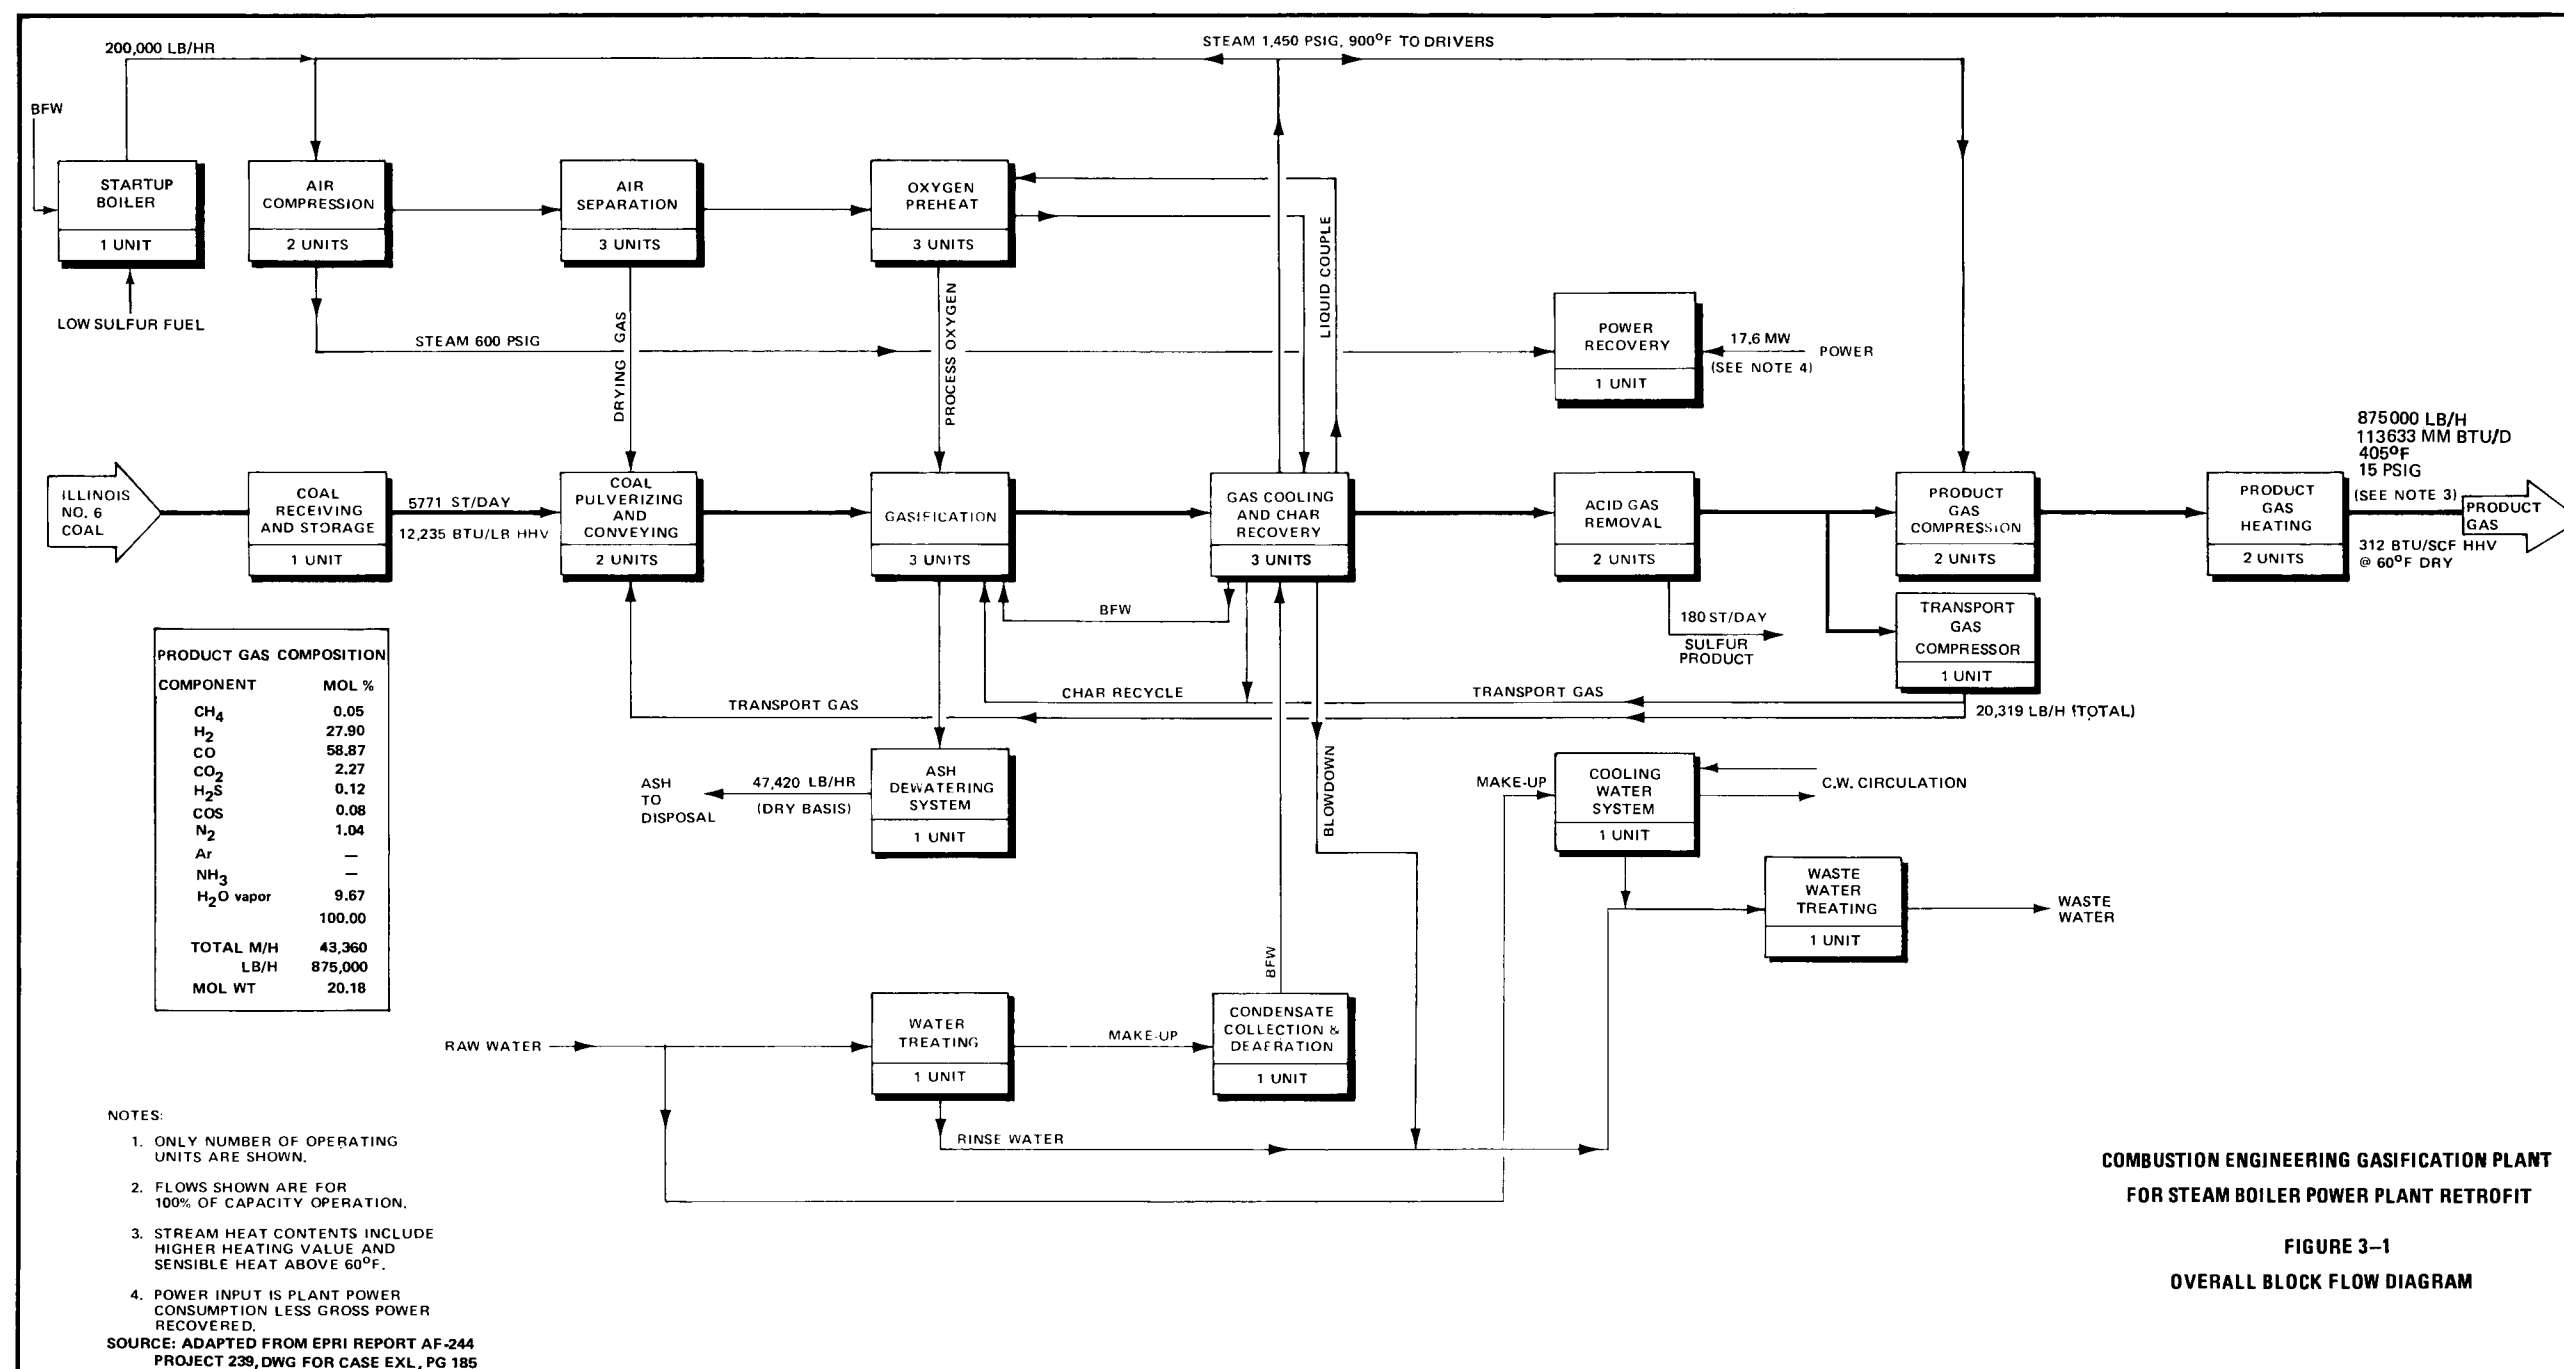 200,000 LB/HR
STEAM 1,450 PSIG, 900°F TO DRIVERS
BFW
STARTUP
BOILER
1 UNIT
AIR
COMPRESSION
2 UNITS
AIR
SEPARATION
3 UNITS
OXYGEN
PREHEAT
3 UNITS
LOW SULFUR FUEL
STEAM 600 PSIG
DRYING GAS
PROCESS OXYGEN
LIQUID COUPLE
POWER
RECOVERY
1 UNIT
17.6 MW
(SEE NOTE 4)
POWER
ILLINOIS
NO. 6
COAL
COAL
RECEIVING
AND STORAGE
1 UNIT
5771 ST/DAY
12,235 BTU/LB HHV
COAL
PULVERIZING
AND
CONVEYING
2 UNITS
GASIFICATION
3 UNITS
GAS COOLING
AND CHAR
RECOVERY
3 UNITS
ACID GAS
REMOVAL
2 UNITS
PRODUCT
GAS
COMPRESSION
2 UNITS
PRODUCT
GAS
HEATING
2 UNITS
875000 LB/H
113633 MM BTU/D
405°F
15 PSIG
(SEE NOTE 3)
312 BTU/SCF HHV
@ 60°F DRY
PRODUCT
GAS
BFW
180 ST/DAY
SULFUR
PRODUCT
TRANSPORT
GAS
COMPRESSOR
1 UNIT
CHAR RECYCLE
TRANSPORT GAS
TRANSPORT GAS
20,319 LB/H (TOTAL)
PRODUCT GAS COMPOSITION
COMPONENT MOL %
CH4 0.05
H2 27.90
CO 58.87
CO2 2.27
H2S 0.12
COS 0.08
N2 1.04
Ar —
NH3 —
H2O vapor 9.67
100.00
TOTAL M/H 43,360
LB/H 875,000
MOL WT 20.18
ASH
TO
DISPOSAL
47,420 LB/HR
(DRY BASIS)
ASH
DEWATERING
SYSTEM
1 UNIT
BLOWDOWN
MAKE-UP
COOLING
WATER
SYSTEM
1 UNIT
C.W. CIRCULATION
WASTE
WATER
TREATING
1 UNIT
WASTE
WATER
BFW
RAW WATER
WATER
TREATING
1 UNIT
MAKE-UP
CONDENSATE
COLLECTION &
DEAERATION
1 UNIT
RINSE WATER
NOTES:
1. ONLY NUMBER OF OPERATING
UNITS ARE SHOWN.
2. FLOWS SHOWN ARE FOR
100% OF CAPACITY OPERATION.
3. STREAM HEAT CONTENTS INCLUDE
HIGHER HEATING VALUE AND
SENSIBLE HEAT ABOVE 60°F.
4. POWER INPUT IS PLANT POWER
CONSUMPTION LESS GROSS POWER
RECOVERED.
SOURCE: ADAPTED FROM EPRI REPORT AF-244
PROJECT 239, DWG FOR CASE EXL, PG 185
COMBUSTION ENGINEERING GASIFICATION PLANT
FOR STEAM BOILER POWER PLANT RETROFIT
FIGURE 3–1
OVERALL BLOCK FLOW DIAGRAM